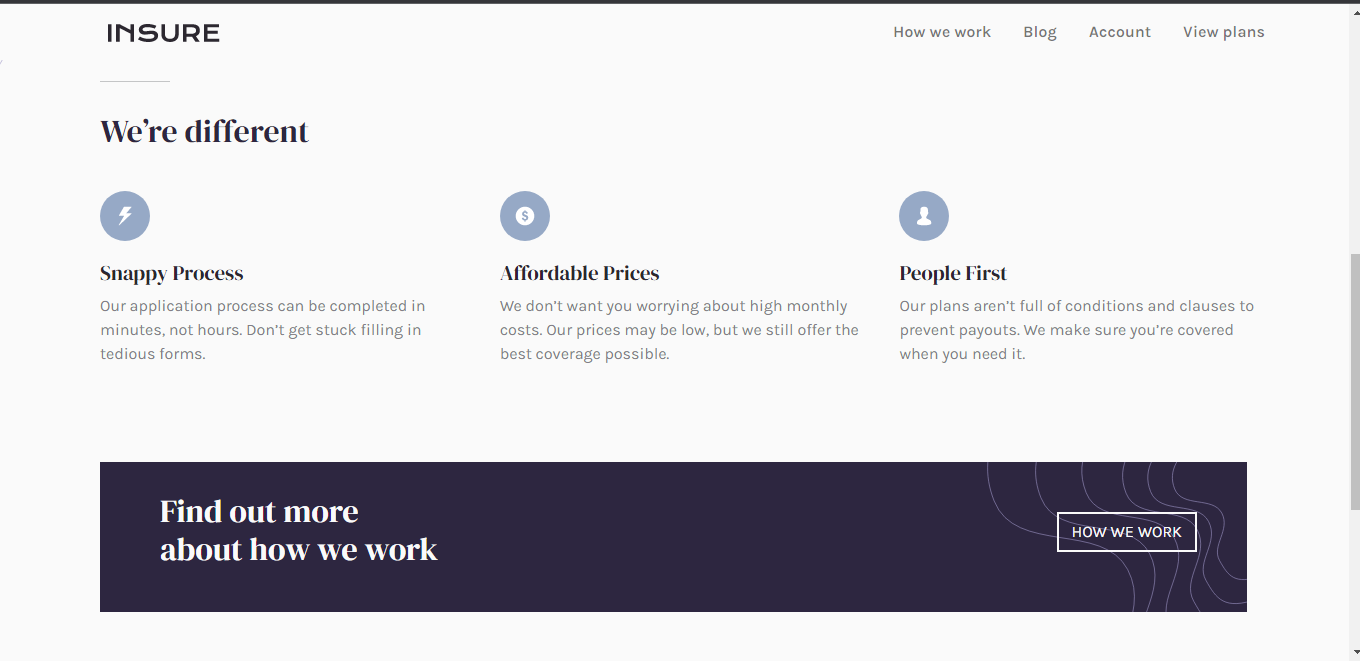 INSURE
How we work
Blog
Account
View plans
We’re different
$
Snappy Process
Our application process can be completed in
minutes, not hours. Don’t get stuck filling in
tedious forms.
Affordable Prices
We don’t want you worrying about high monthly
costs. Our prices may be low, but we still offer the
best coverage possible.
People First
Our plans aren’t full of conditions and clauses to
prevent payouts. We make sure you’re covered
when you need it.
Find out more
about how we work
HOW WE WORK